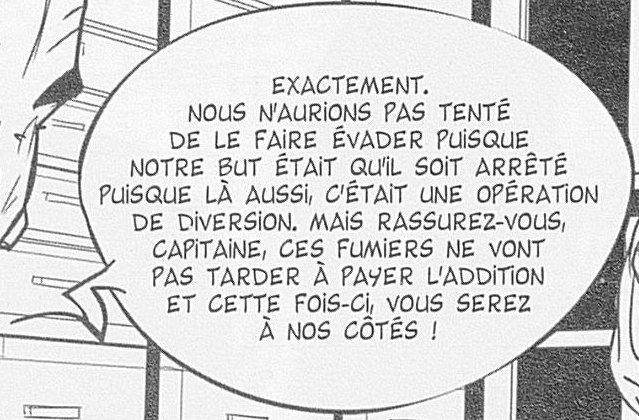 EXACTEMENT.
NOUS N'AURIONS PAS TENTÉ
DE LE FAIRE ÉVADER PUISQUE
NOTRE BUT ÉTAIT QU'IL SOIT ARRÊTÉ
PUISQUE LÀ AUSSI, C'ÉTAIT UNE OPÉRATION
DE DIVERSION. MAIS RASSUREZ-VOUS,
CAPITAINE, CES FUMIERS NE VONT
PAS TARDER À PAYER L'ADDITION
ET CETTE FOIS-CI, VOUS SEREZ
À NOS CÔTÉS !